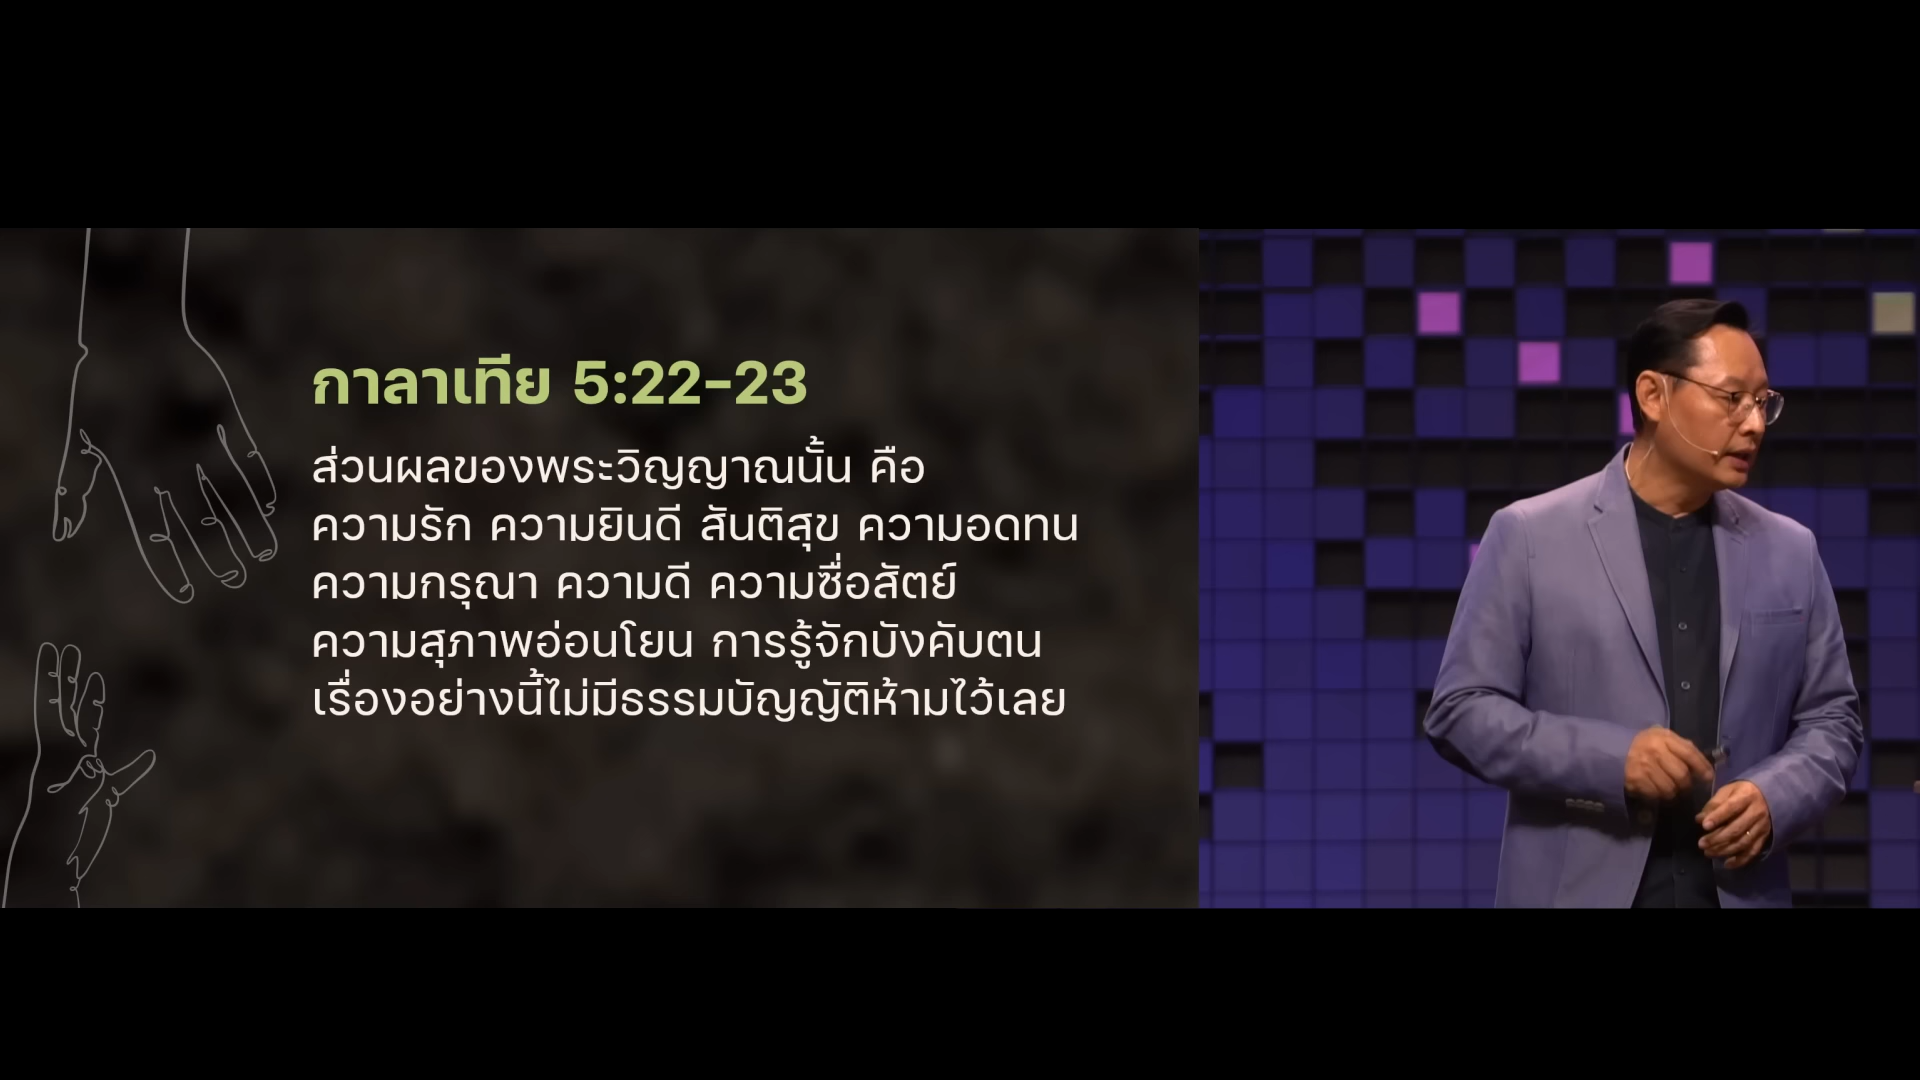 กาลาเทีย 5:22-23
ส่วนผลของพระวิญญาณนั้น คือ
ความรัก ความยินดี สันติสุข ความอดทน
ความกรุณา ความดี ความซื่อสัตย์
ความสุภาพอ่อนโยน การรู้จักบังคับตน
เรื่องอย่างนี้ไม่มีธรรมบัญญัติห้ามไว้เลย